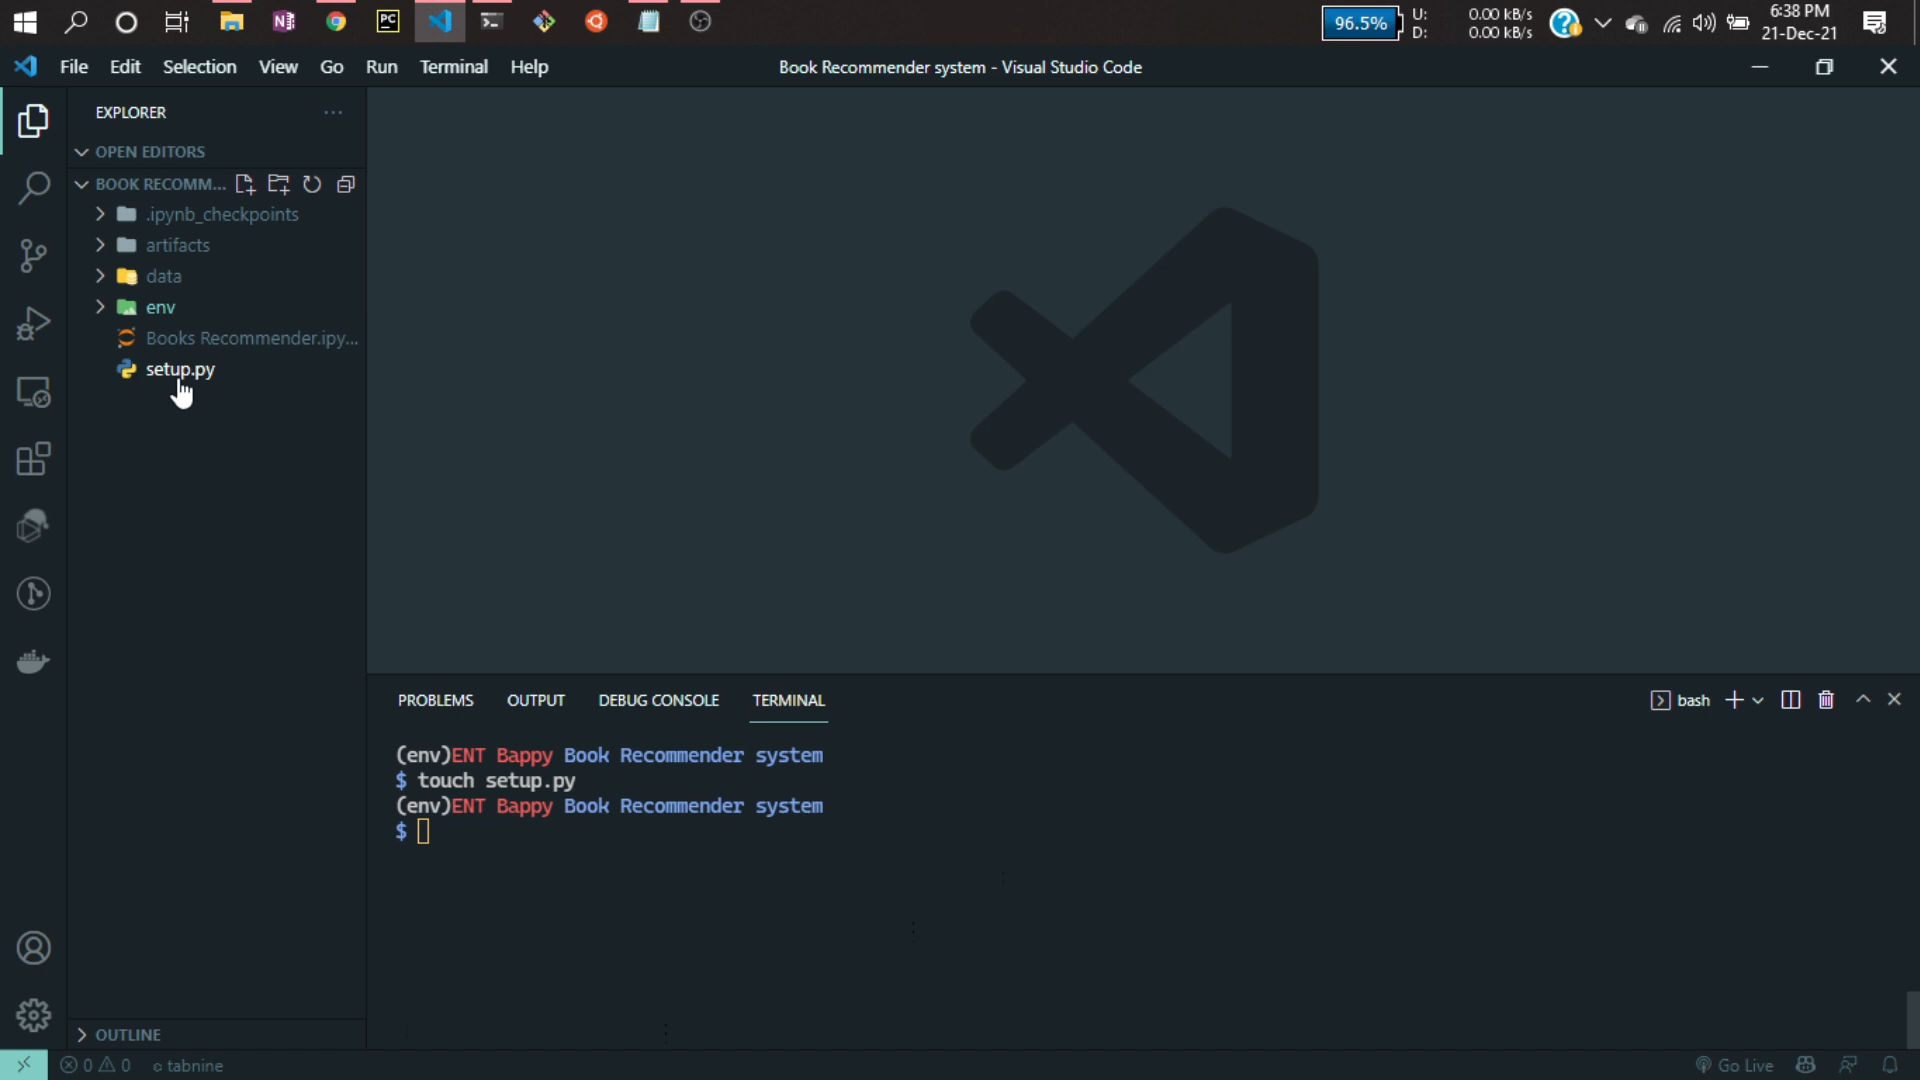 PC
96.5%
U:
D:
0.00 kB/s
0.00 kB/s
6:38 PM
21-Dec-21
File Edit Selection View Go Run Terminal Help
Book Recommender system - Visual Studio Code
EXPLORER
OPEN EDITORS
BOOK RECOMM...
.ipynb_checkpoints
artifacts
data
env
Books Recommender.ipy...
setup.py
PROBLEMS OUTPUT DEBUG CONSOLE TERMINAL
bash
(env)ENT Bappy Book Recommender system
$ touch setup.py
(env)ENT Bappy Book Recommender system
$
OUTLINE
0 0 tabnine
Go Live